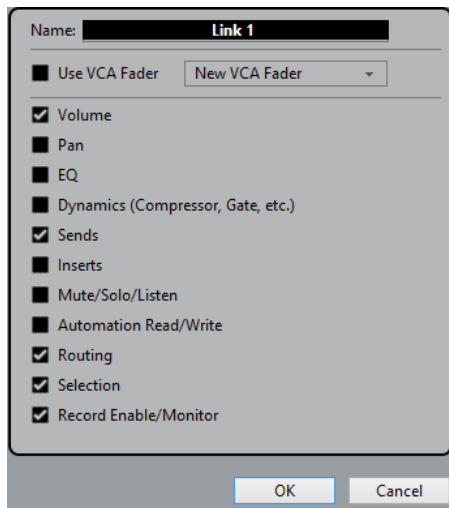 Name: Link 1
Use VCA Fader New VCA Fader
Volume
Pan
EQ
Dynamics (Compressor, Gate, etc.)
Sends
Inserts
Mute/Solo/Listen
Automation Read/Write
Routing
Selection
Record Enable/Monitor
OK Cancel